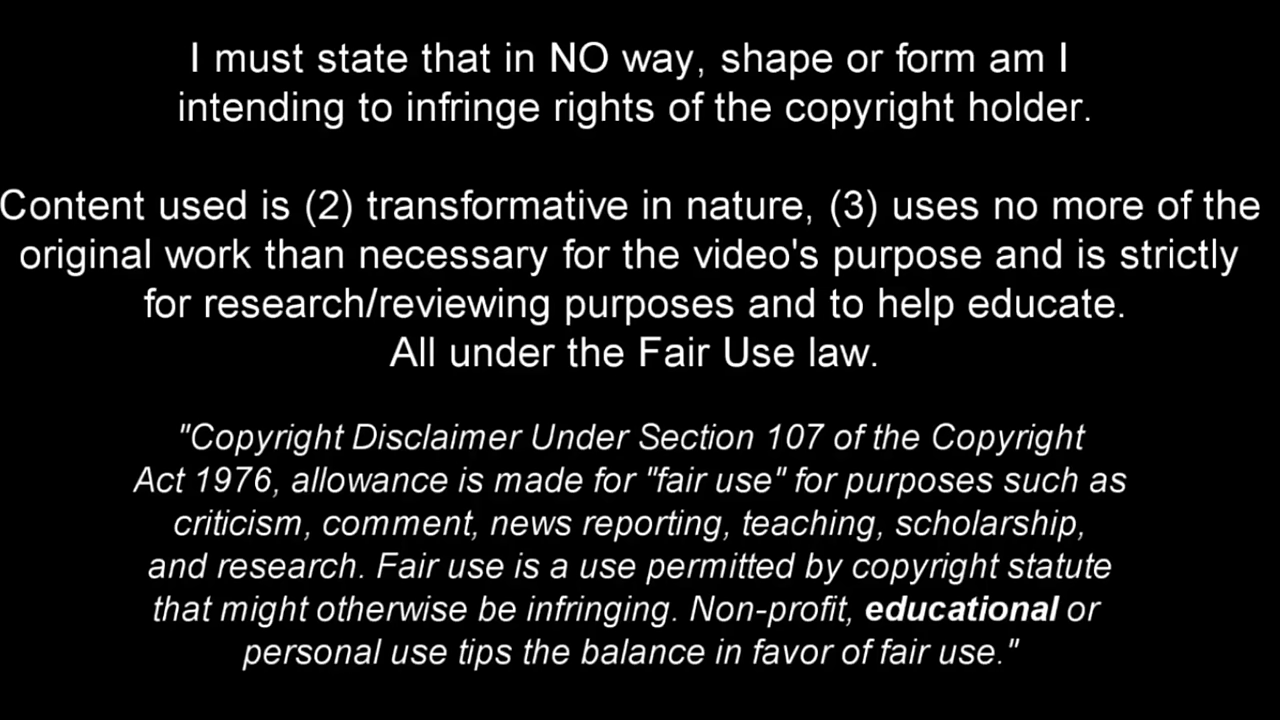 I must state that in NO way, shape or form am I
intending to infringe rights of the copyright holder.
Content used is (2) transformative in nature, (3) uses no more of the
original work than necessary for the video's purpose and is strictly
for research/reviewing purposes and to help educate.
All under the Fair Use law.
"Copyright Disclaimer Under Section 107 of the Copyright
Act 1976, allowance is made for "fair use" for purposes such as
criticism, comment, news reporting, teaching, scholarship,
and research. Fair use is a use permitted by copyright statute
that might otherwise be infringing. Non-profit, educational or
personal use tips the balance in favor of fair use."